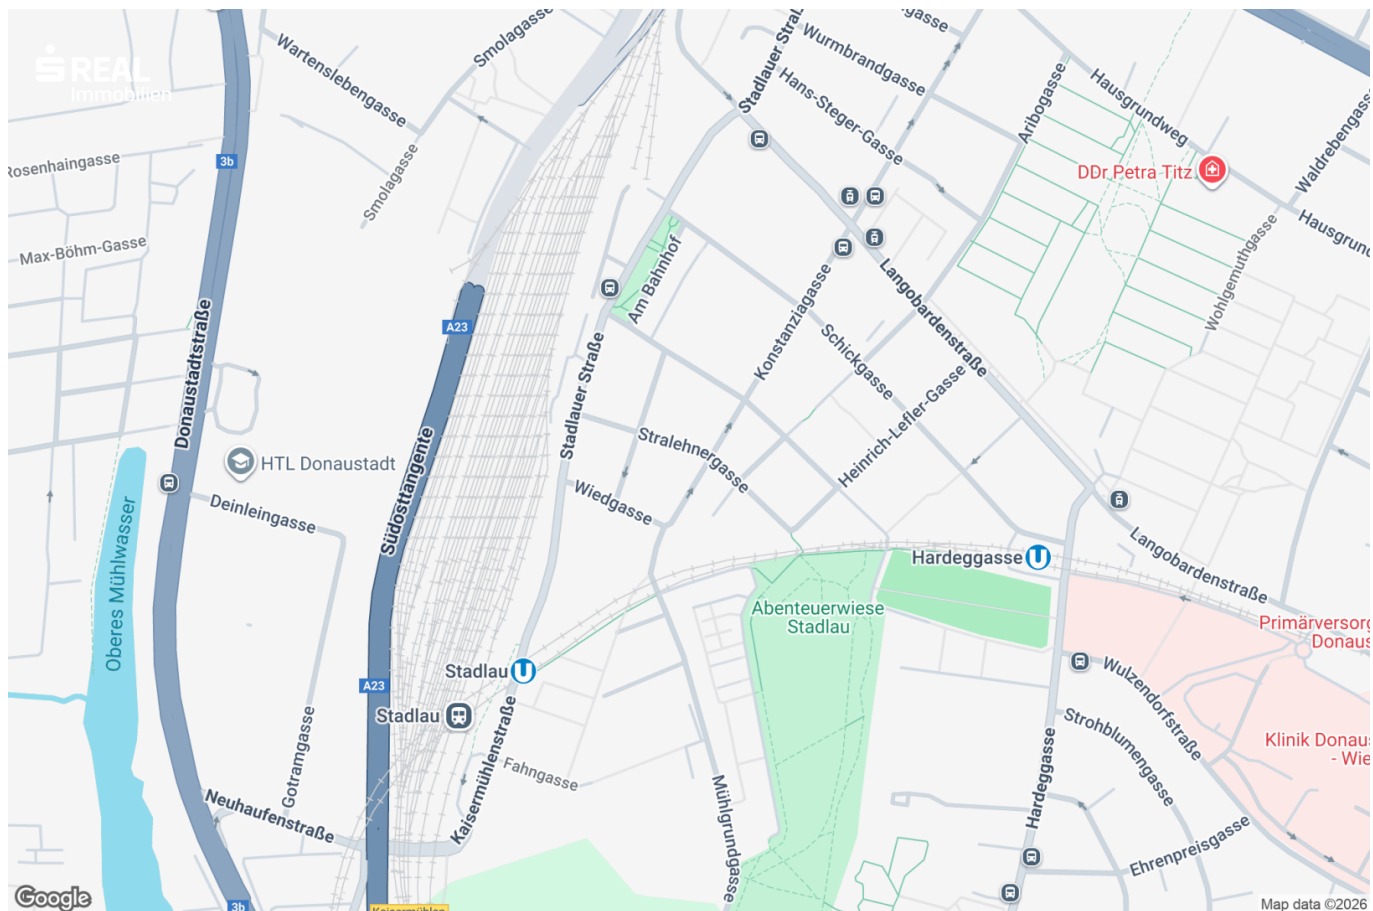 REAL
Immobilien
Wartenslebengasse
Smolagasse
Smolagasse
Stadlauer Straß
Wurmbrandgasse
Hans-Steger-Gasse
Aribogasse
Hausgrundweg
Waldrebengasse
DDr Petra Titz
Hausgrun
Wohlgemuthgasse
Rosenhaingasse
3b
Max-Böhm-Gasse
Donaustadtstraße
A23
Am Bahnhof
Stadlauer Straße
Konstanziagasse
Langobardenstraße
Schickgasse
Heinrich-Lefler-Gasse
Stralehnergasse
Wiedgasse
HTL Donaustadt
Deinleingasse
Südosttangente
Oberes Mühlwasser
Hardeggasse
Langobardenstraße
Abenteuerwiese
Stadlau
Primärversorg
Donaus
Stadlau
A23
Stadlau
Wulzendorfstraße
Strohblumengasse
Klinik Donaus
- Wie
Gotramgasse
Neuhaufenstraße
Kaisermühlenstraße
Fahngasse
Mühlgrundgasse
Hardeggasse
Ehrenpreisgasse
Google
3b
Kaisermühlen
Map data ©2026